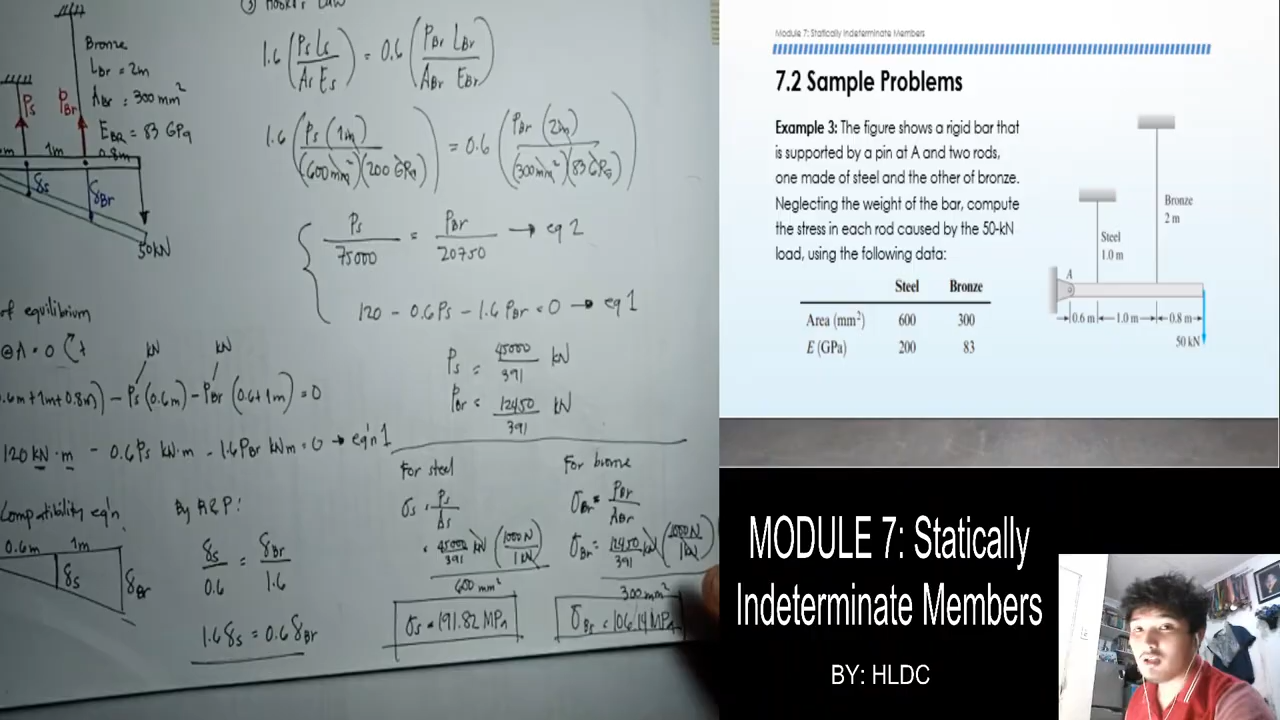 ③ Hooke's Law
1.6 (Ps Ls / As Es) = 0.6 (PBr LBr / ABr EBr)
Bronze
LBr = 2m
ABr = 300 mm²
EBR = 83 GPa
Ps PBr
1m 0.8m
δs δBr
50kN
1.6 (Ps (1m) / (600mm²)(200 GPa)) = 0.6 (PBr (2m) / (300mm²)(83 GPa))
Ps / 75000 = PBr / 20750 → eq 2
120 - 0.6Ps - 1.6PBr = 0 → eq 1
Ps = 45000/391 kN
PBr = 12450/391 kN
of equilibrium
@A = 0
kN kN
0.6m+1m+0.8m) - Ps(0.6m) - PBr (0.6+1m) = 0
120 kN·m - 0.6Ps kN·m - 1.6PBr kNm = 0 → eq'n 1
Compatibility eq'n
0.6m 1m
δs δBr
By R&P:
δs / 0.6 = δBr / 1.6
1.6δs = 0.6δBr
For steel
σs = Ps / As
= 45000/391 kN (1000N / 1kN) / 600 mm²
σs = 191.82 MPa
For bronze
σBr = PBr / ABr
σBr = 12450/391 kN (1000N / 1kN) / 300mm²
σBr = 106.14 MPa
Module 7: Statically Indeterminate Members
7.2 Sample Problems
Example 3: The figure shows a rigid bar that
is supported by a pin at A and two rods,
one made of steel and the other of bronze.
Neglecting the weight of the bar, compute
the stress in each rod caused by the 50-kN
load, using the following data:
Steel Bronze
Area (mm²) 600 300
E (GPa) 200 83
Bronze
2 m
Steel
1.0 m
A
0.6 m 1.0 m 0.8 m
50 kN
MODULE 7: Statically
Indeterminate Members
BY: HLDC